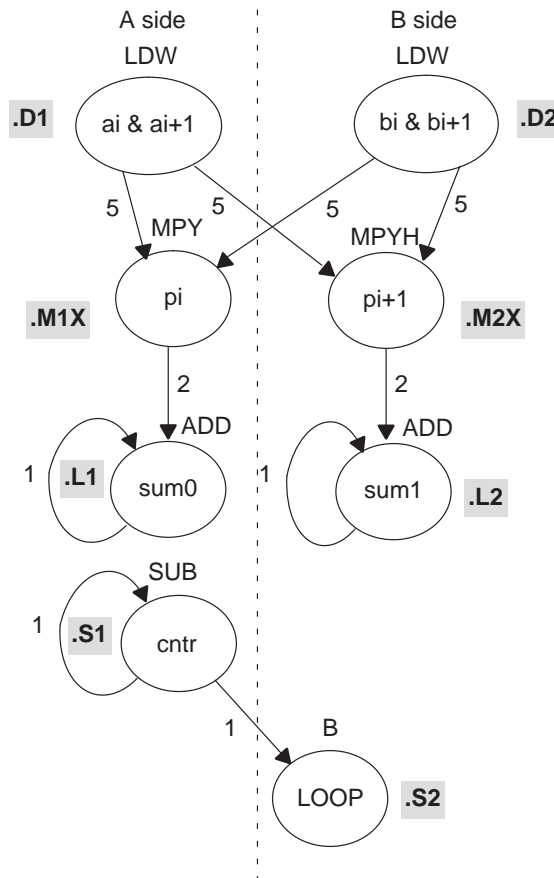 A side B side
LDW LDW
.D1 ai & ai+1 bi & bi+1 .D2
5 5 5 5
MPY MPYH
.M1X pi pi+1 .M2X
2 2
ADD ADD
1 .L1 sum0 1 sum1 .L2
SUB
1 .S1 cntr
1 B
LOOP .S2